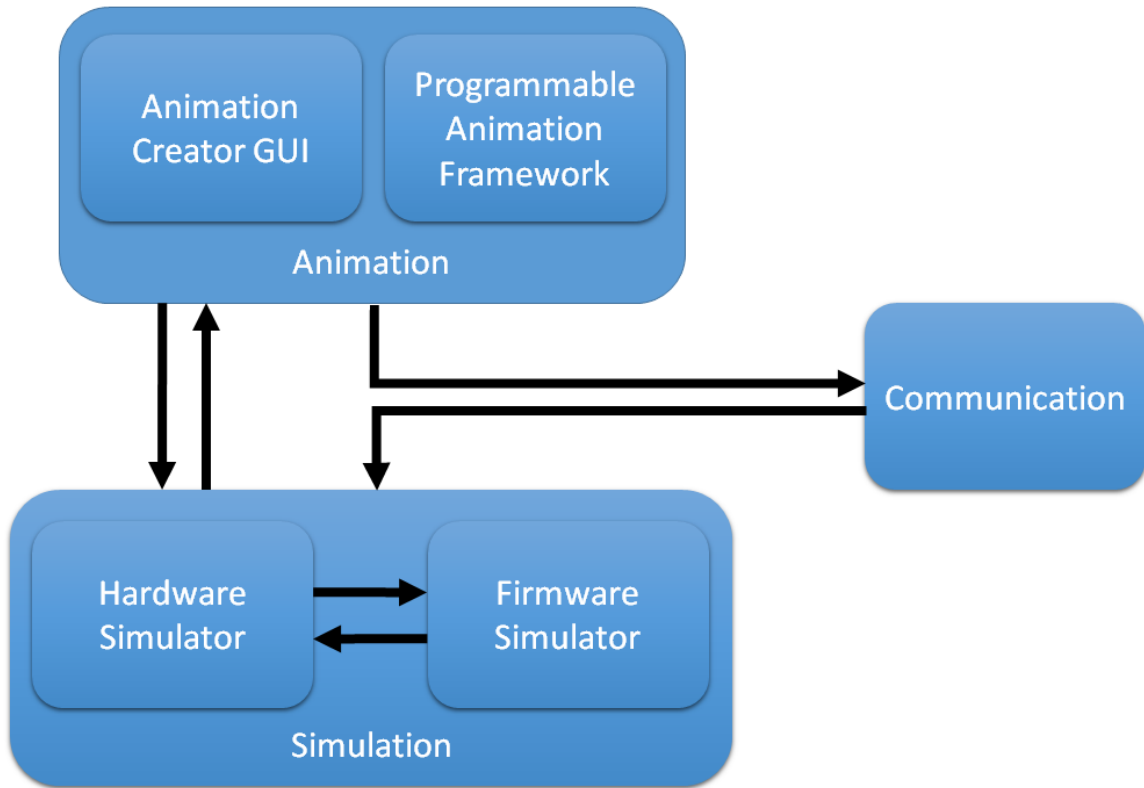 Animation
Creator GUI
Programmable
Animation
Framework
Animation
Communication
Hardware
Simulator
Firmware
Simulator
Simulation